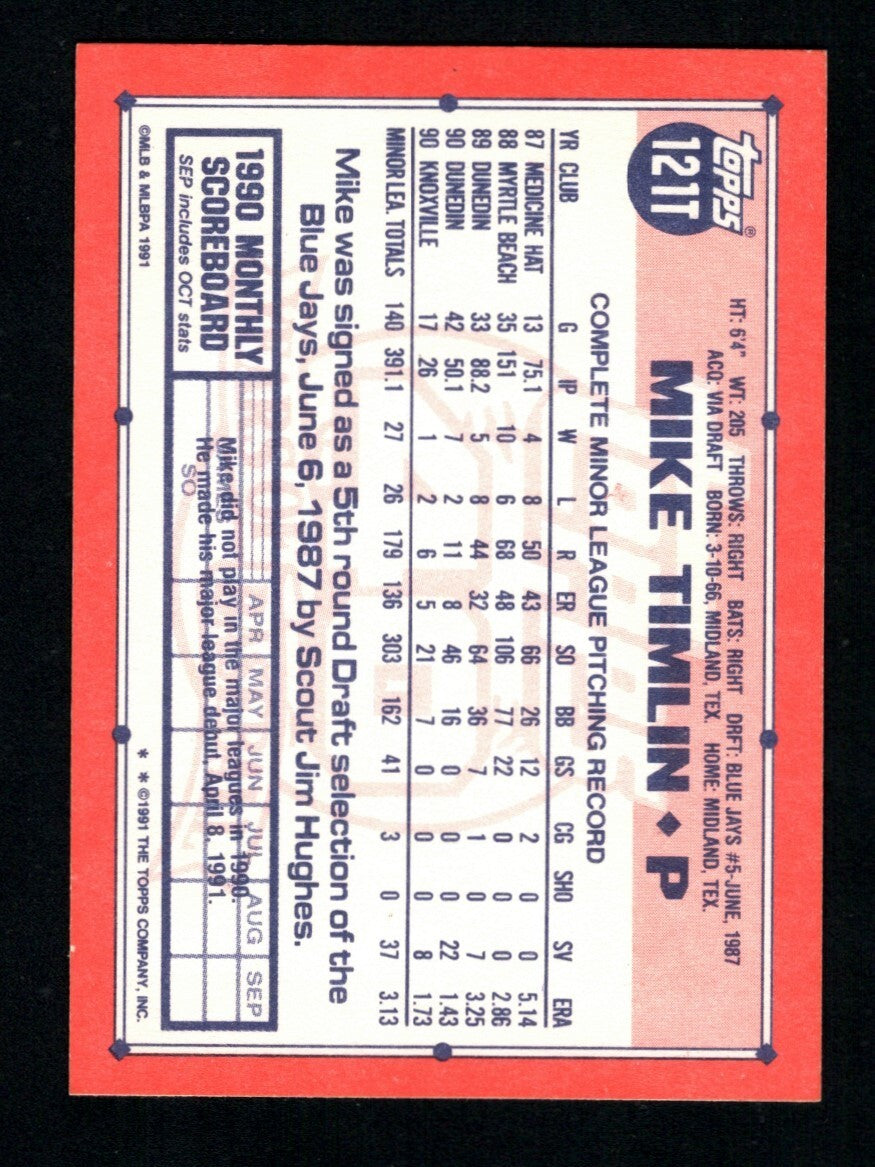 topps®
121T
HT: 6'4" WT: 205 THROWS: RIGHT BATS: RIGHT DRFT: BLUE JAYS #5-JUNE, 1987
ACQ: VIA DRAFT BORN: 3-10-66, MIDLAND, TEX. HOME: MIDLAND, TEX.
MIKE TIMLIN ♦ P
COMPLETE MINOR LEAGUE PITCHING RECORD
YR CLUB G IP W L R ER SO BB GS CG SHO SV ERA
87 MEDICINE HAT 13 75.1 4 8 50 43 66 26 12 2 0 0 5.14
88 MYRTLE BEACH 35 151 10 6 68 48 106 77 22 0 0 0 2.86
89 DUNEDIN 33 88.2 5 8 44 32 64 36 7 1 0 7 3.25
90 DUNEDIN 42 50.1 7 2 11 8 46 16 0 0 0 22 1.43
90 KNOXVILLE 17 26 1 2 6 5 21 7 0 0 0 8 1.73
MINOR LEA. TOTALS 140 391.1 27 26 179 136 303 162 41 3 0 37 3.13
Mike was signed as a 5th round Draft selection of the
Blue Jays, June 6, 1987 by Scout Jim Hughes.
1990 MONTHLY
SCOREBOARD
SEP includes OCT stats
APR MAY JUN JUL AUG SEP
Mike did not play in the major leagues in 1990.
He made his major league debut, April 8, 1991.
SO
©MLB & MLBPA 1991
* * ©1991 THE TOPPS COMPANY, INC.